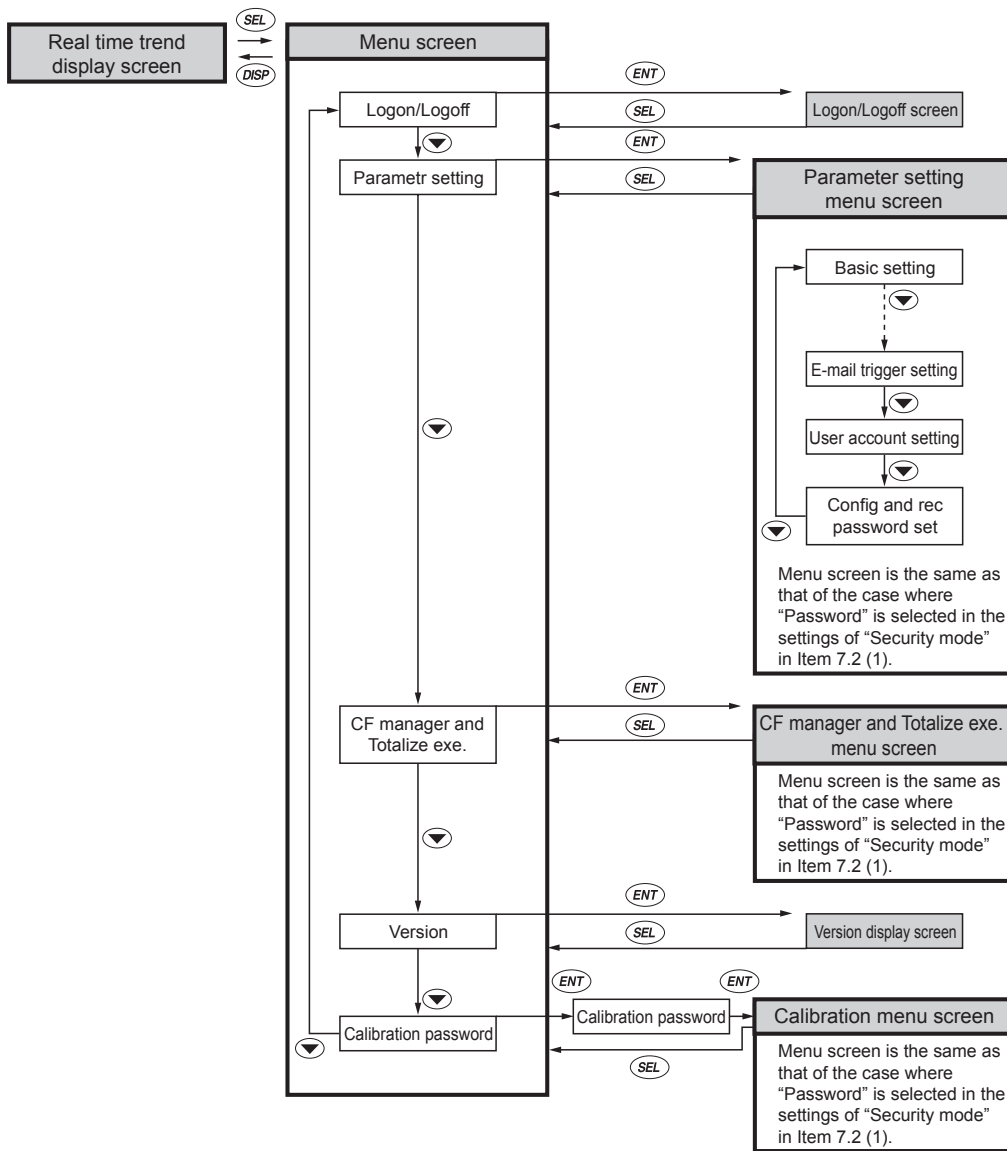 Real time trend
display screen
SEL
DISP
Menu screen
Logon/Logoff
ENT
SEL
Logon/Logoff screen
Parametr setting
ENT
SEL
Parameter setting
menu screen
Basic setting
E-mail trigger setting
User account setting
Config and rec
password set
Menu screen is the same as
that of the case where
“Password” is selected in the
settings of “Security mode”
in Item 7.2 (1).
CF manager and
Totalize exe.
ENT
SEL
CF manager and Totalize exe.
menu screen
Menu screen is the same as
that of the case where
“Password” is selected in the
settings of “Security mode”
in Item 7.2 (1).
Version
ENT
SEL
Version display screen
Calibration password
ENT
Calibration password
ENT
SEL
Calibration menu screen
Menu screen is the same as
that of the case where
“Password” is selected in the
settings of “Security mode”
in Item 7.2 (1).